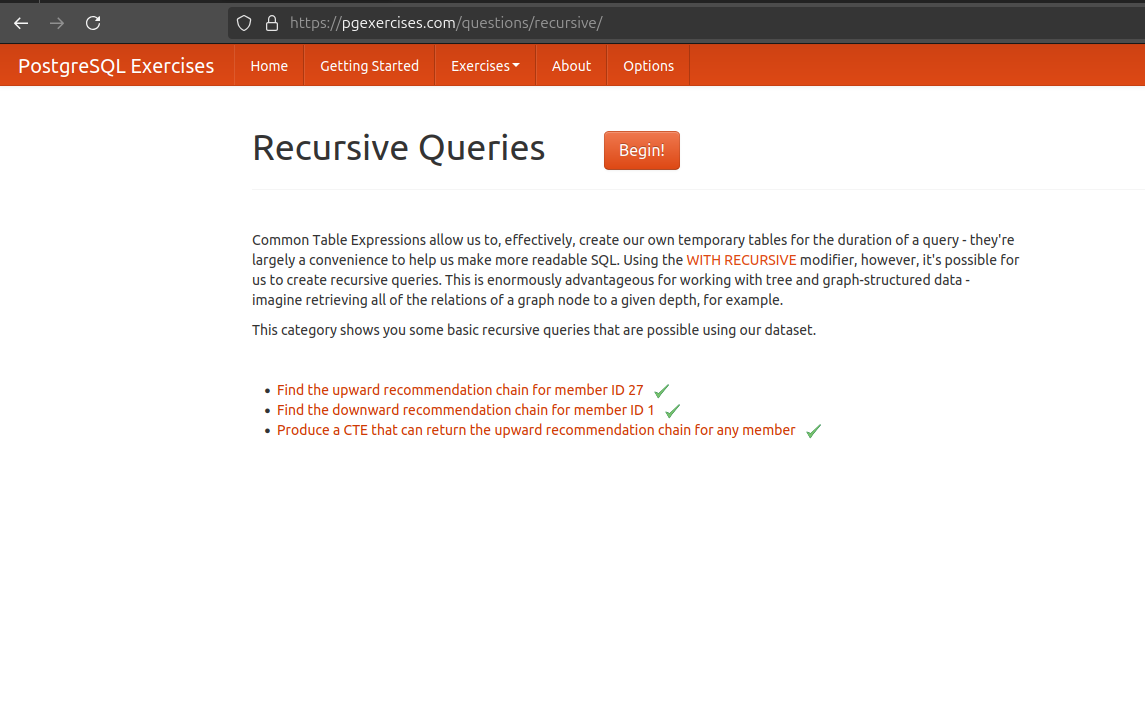 https://pgexercises.com/questions/recursive/
PostgreSQL Exercises Home Getting Started Exercises About Options
Recursive Queries Begin!
Common Table Expressions allow us to, effectively, create our own temporary tables for the duration of a query - they're
largely a convenience to help us make more readable SQL. Using the WITH RECURSIVE modifier, however, it's possible for
us to create recursive queries. This is enormously advantageous for working with tree and graph-structured data -
imagine retrieving all of the relations of a graph node to a given depth, for example.
This category shows you some basic recursive queries that are possible using our dataset.
Find the upward recommendation chain for member ID 27
Find the downward recommendation chain for member ID 1
Produce a CTE that can return the upward recommendation chain for any member